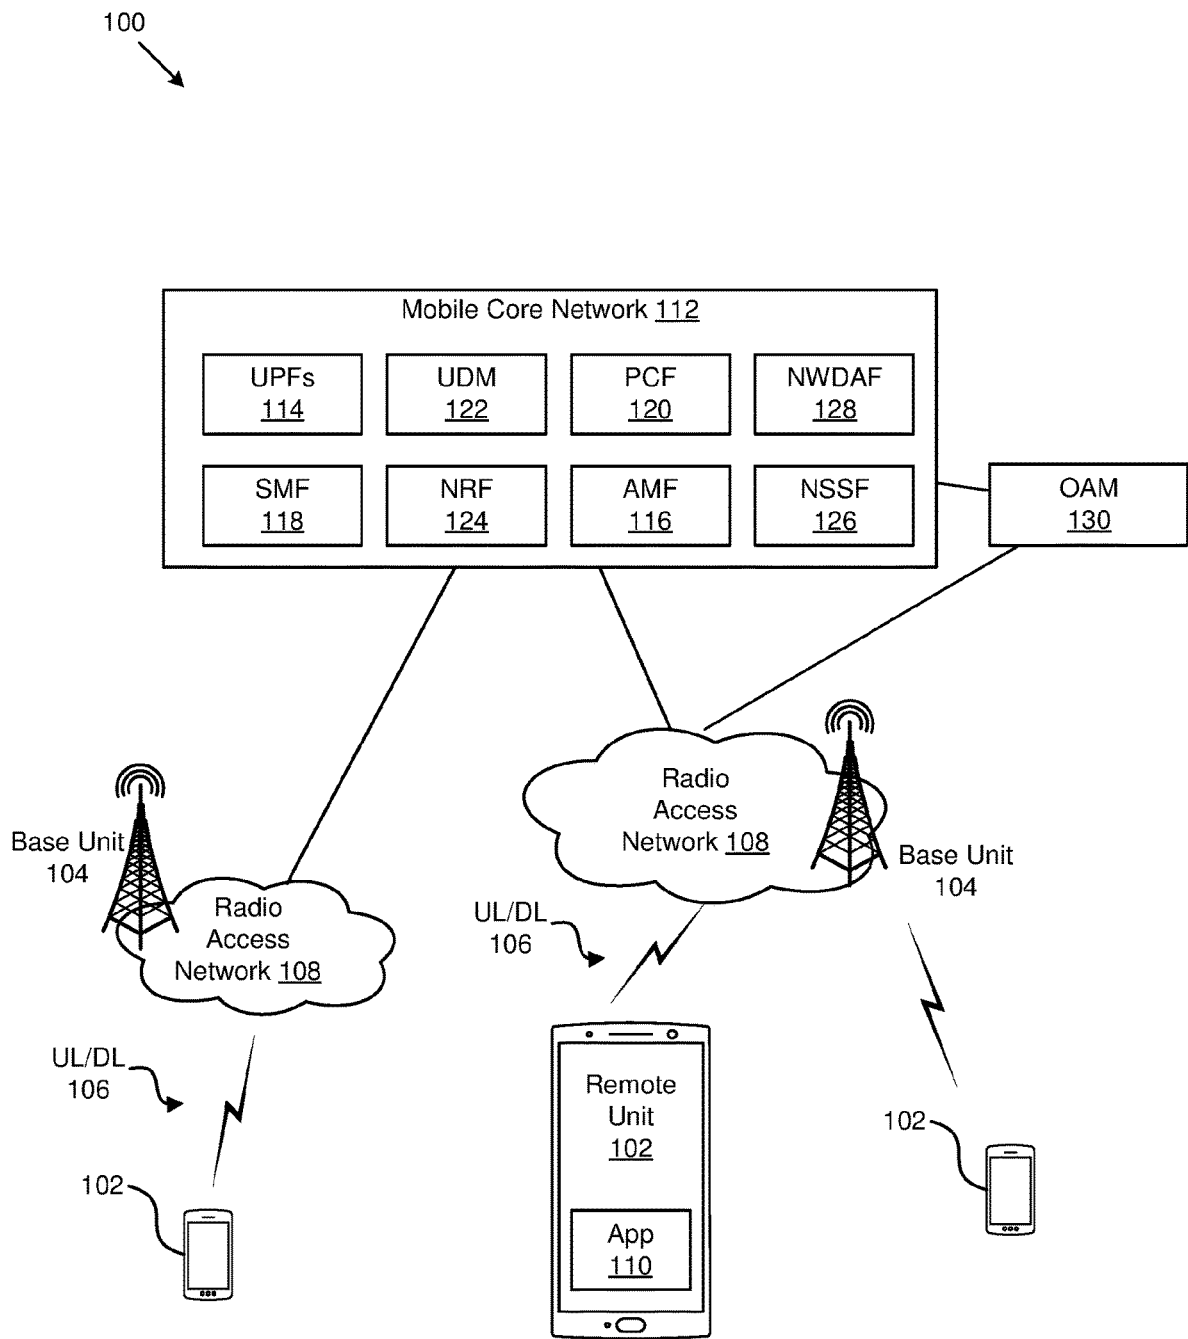 100
Mobile Core Network 112
UPFs
114
UDM
122
PCF
120
NWDAF
128
SMF
118
NRF
124
AMF
116
NSSF
126
OAM
130
Base Unit
104
Radio
Access
Network 108
Radio
Access
Network 108
Base Unit
104
UL/DL
106
UL/DL
106
Remote
Unit
102
App
110
102
102